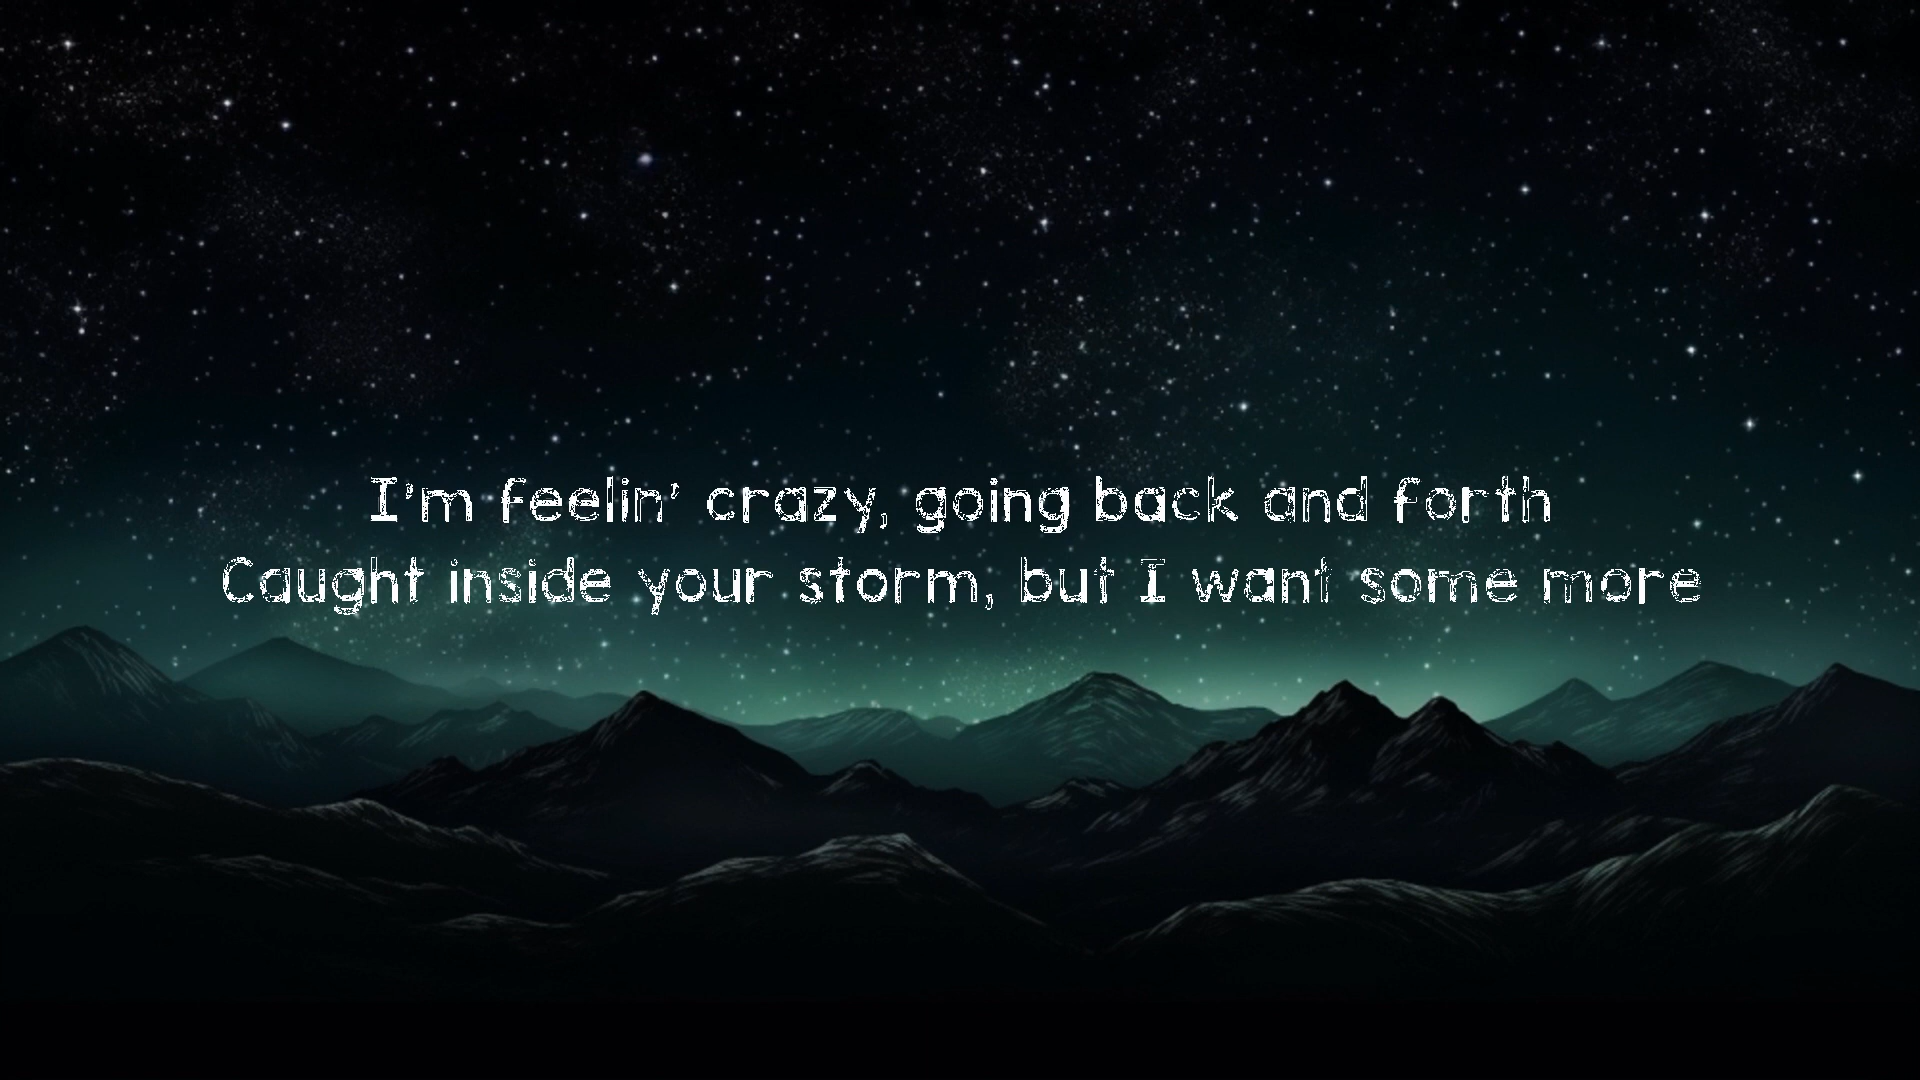 I'm feelin' crazy, going back and forth
Caught inside your storm, but I want some more